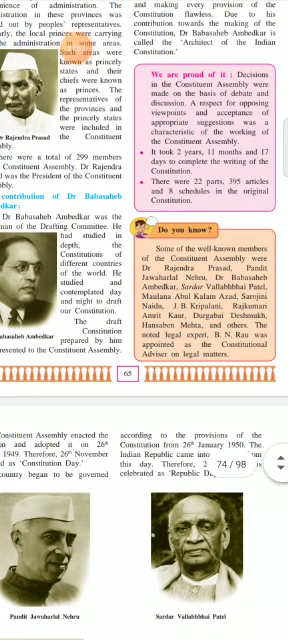 nience of administration. The
istration in these provinces was
out by peoples' representatives.
rly, the local princes were carrying
he administration in some areas.
Such areas were
known as princely
states and their
chiefs were known
as princes. The
representatives of
the provinces and
the princely states
were included in
the Constituent
bly.
r Rajendra Prasad
here were a total of 299 members
Constituent Assembly. Dr Rajendra
d was the President of the Constituent
bly.
contribution of Dr Babasaheb
dkar :
Dr Babasaheb Ambedkar was the
man of the Drafting Committee. He
had studied in
depth, the
Constitutions of
different countries
of the world. He
studied and
contemplated day
and night to draft
our Constitution.
The draft
Constitution
prepared by him
abasaheb Ambedkar
resented to the Constituent Assembly.
and making every provision of the
Constitution flawless. Due to his
contribution towards the making of the
Constitution, Dr Babasaheb Ambedkar is
called the 'Architect of the Indian
Constitution.'
We are proud of it : Decisions
in the Constitution Assembly were
made on the basis of debate and
discussion. A respect for opposing
viewpoints and acceptance of
appropriate suggestions was a
characteristic of the working of
the Constituent Assembly.
• It took 2 years, 11 months and 17
days to complete the writing of the
Constitution.
• There were 22 parts, 395 articles
and 8 schedules in the original
Constitution.
Do you know?
Some of the well-known members
of the Constituent Assembly were
Dr Rajendra Prasad, Pandit
Jawaharlal Nehru, Dr Babasaheb
Ambedkar, Sardar Vallabhbhai Patel,
Maulana Abul Kalam Azad, Sarojini
Naidu, J.B. Kripalani, Rajkumari
Amrit Kaur, Durgabai Deshmukh,
Hansaben Mehta, and others. The
noted legal expert, B. N. Rau was
appointed as the Constitutional
Adviser on legal matters.
65
onstituent Assembly enacted the
on and adopted it on 26th
1949. Therefore, 26th November
d as 'Constitution Day.'
country began to be governed
according to the provisions of the
Constitution from 26th January 1950. The
Indian Republic came into om
this day. Therefore, 2 is
celebrated as 'Republic D
74 / 98
Pandit Jawaharlal Nehru
Sardar Vallabhbhai Patel